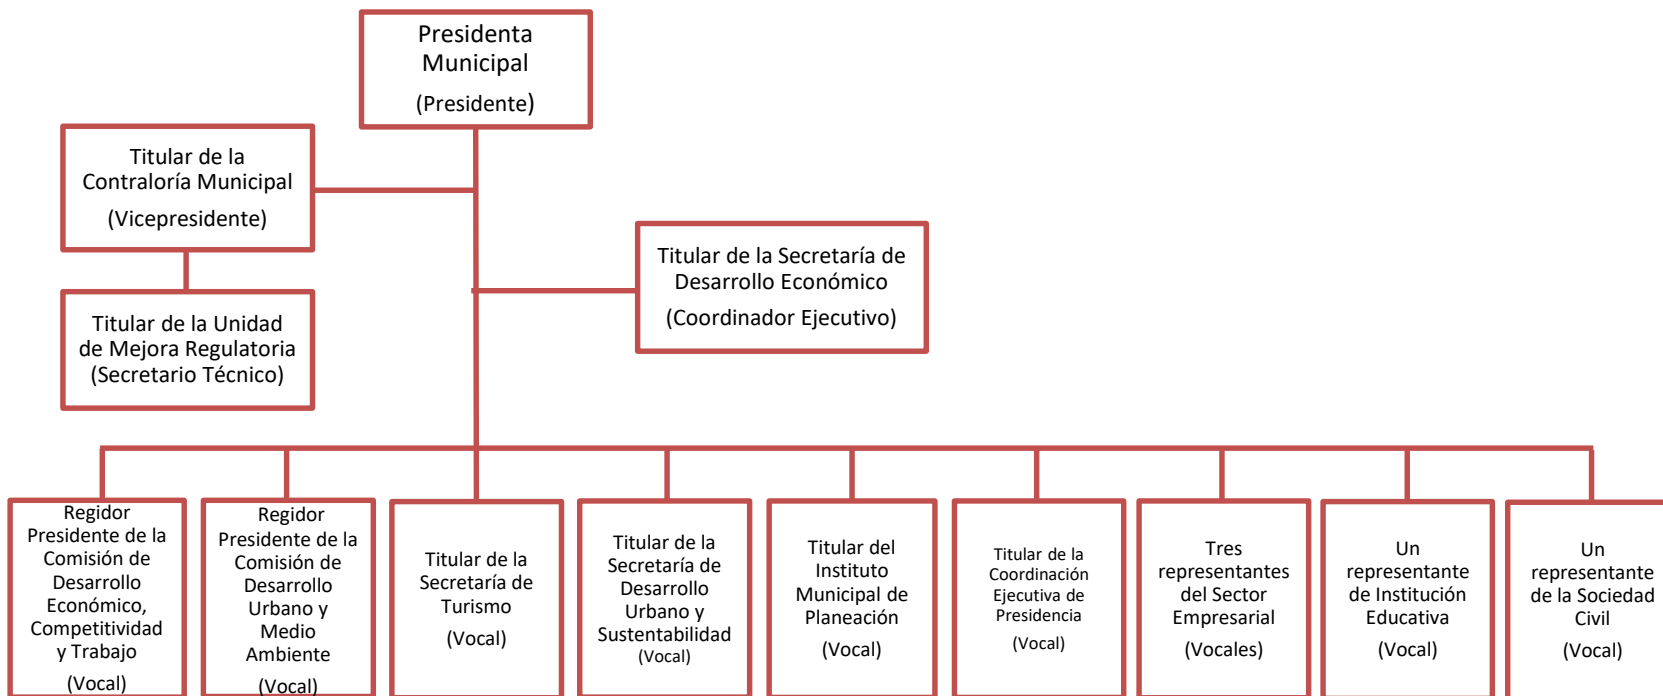 Presidenta
Municipal
(Presidente)
Titular de la
Contraloría Municipal
(Vicepresidente)
Titular de la Secretaría de
Desarrollo Económico
(Coordinador Ejecutivo)
Titular de la Unidad
de Mejora Regulatoria
(Secretario Técnico)
Regidor
Presidente de la
Comisión de
Desarrollo
Económico,
Competitividad
y Trabajo
(Vocal)
Regidor
Presidente de la
Comisión de
Desarrollo
Urbano y
Medio
Ambiente
(Vocal)
Titular de la
Secretaría de
Turismo
(Vocal)
Titular de la
Secretaría de
Desarrollo
Urbano y
Sustentabilidad
(Vocal)
Titular del
Instituto
Municipal de
Planeación
(Vocal)
Titular de la
Coordinación
Ejecutiva de
Presidencia
(Vocal)
Tres
representantes
del Sector
Empresarial
(Vocales)
Un
representante
de Institución
Educativa
(Vocal)
Un
representante
de la Sociedad
Civil
(Vocal)